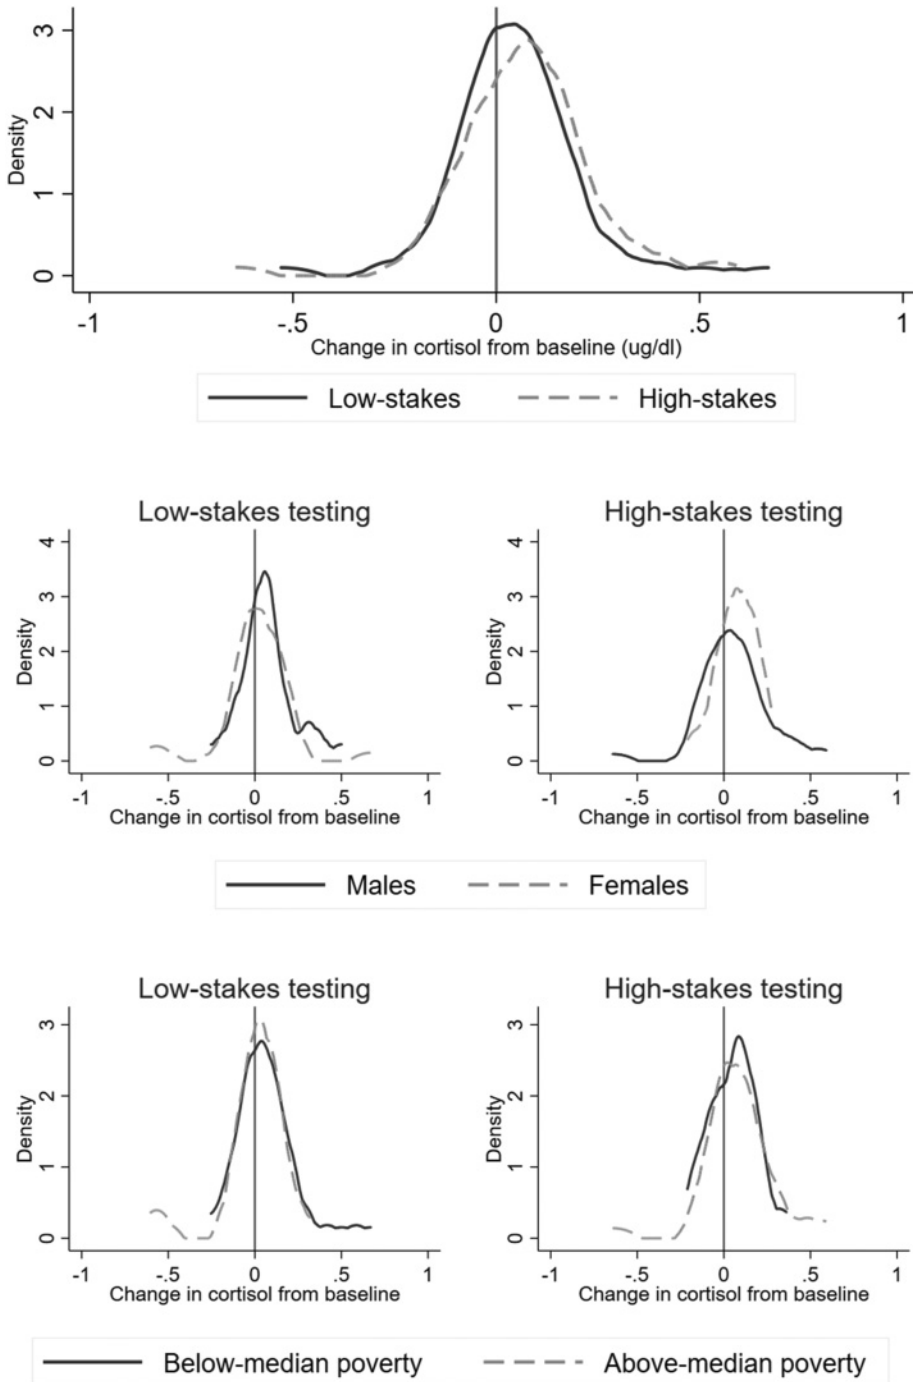 3
2
1
0
Density
-1 -.5 0 .5 1
Change in cortisol from baseline (ug/dl)
Low-stakes High-stakes
Low-stakes testing
4
3
2
1
0
Density
-1 -.5 0 .5 1
Change in cortisol from baseline
High-stakes testing
4
3
2
1
0
Density
-1 -.5 0 .5 1
Change in cortisol from baseline
Males Females
Low-stakes testing
3
2
1
0
Density
-1 -.5 0 .5 1
Change in cortisol from baseline
High-stakes testing
3
2
1
0
Density
-1 -.5 0 .5 1
Change in cortisol from baseline
Below-median poverty Above-median poverty